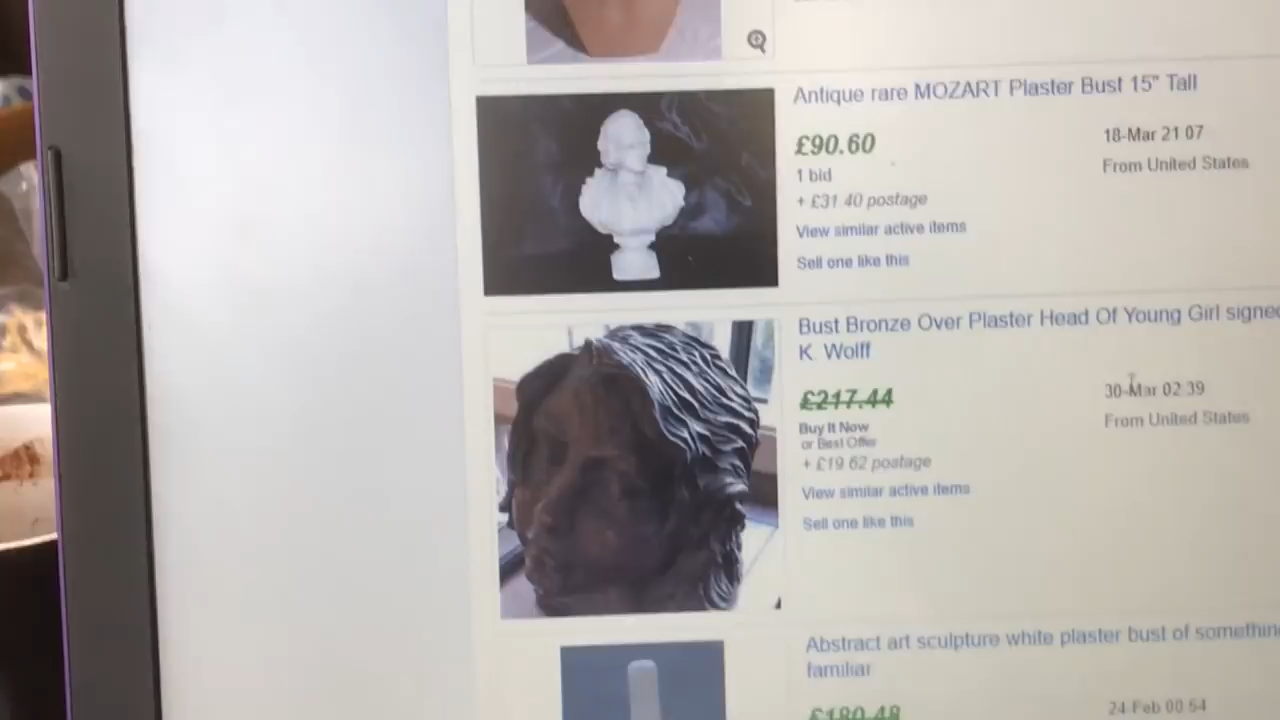 Antique rare MOZART Plaster Bust 15" Tall
£90.60
18-Mar 21 07
1 bid
From United States
+ £31 40 postage
View similar active items
Sell one like this
Bust Bronze Over Plaster Head Of Young Girl signed
K. Wolff
£217.44
30-Mar 02 39
Buy It Now
From United States
or Best Offer
+ £19 62 postage
View similar active items
Sell one like this
Abstract art sculpture white plaster bust of somethin
familiar
£180.48
24 Feb 00 54